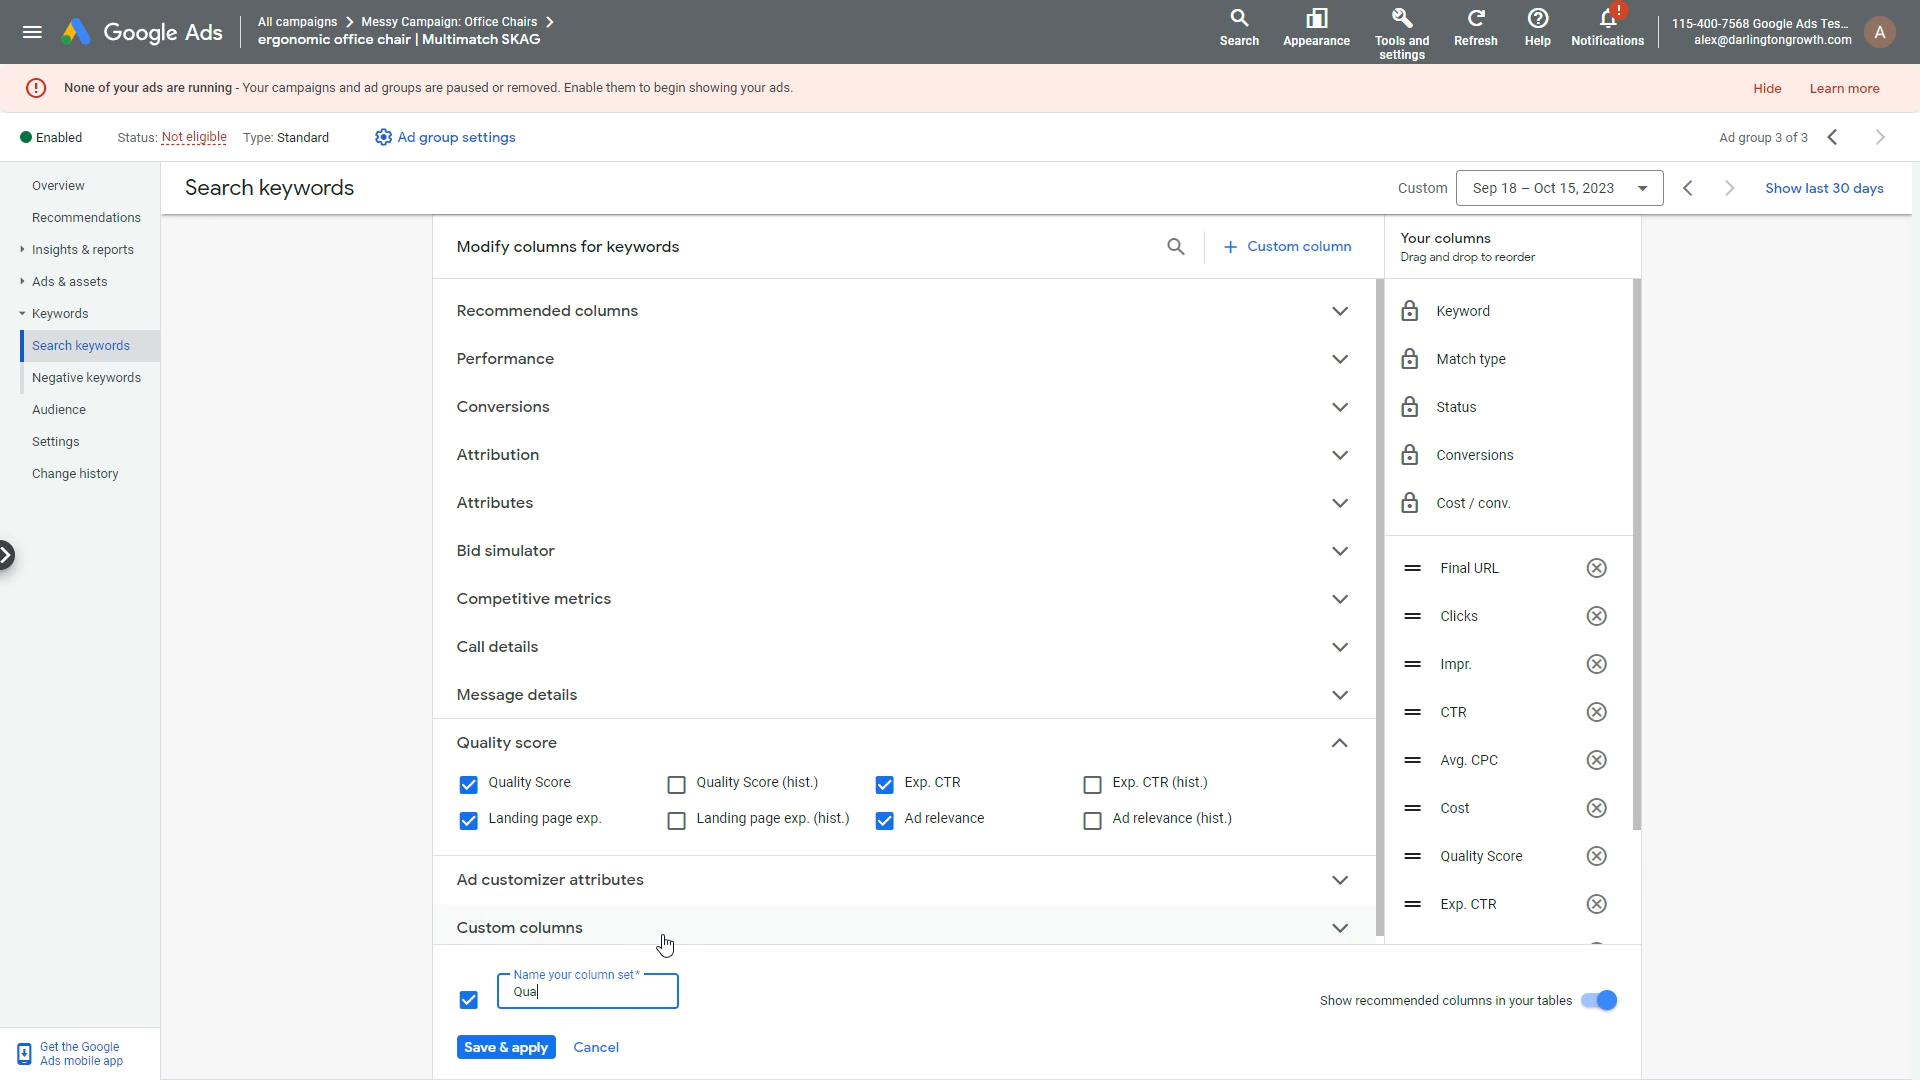 Google Ads
All campaigns > Messy Campaign: Office Chairs >
ergonomic office chair | Multimatch SKAG
Search
Appearance
Tools and
settings
Refresh
Help
!
Notifications
115-400-7568 Google Ads Tes...
alex@darlingtongrowth.com
A
None of your ads are running - Your campaigns and ad groups are paused or removed. Enable them to begin showing your ads.
Hide
Learn more
Enabled
Status: Not eligible
Type: Standard
Ad group settings
Ad group 3 of 3
Overview
Recommendations
Insights & reports
Ads & assets
Keywords
Search keywords
Negative keywords
Audience
Settings
Change history
Get the Google
Ads mobile app
Search keywords
Custom
Sep 18 – Oct 15, 2023
Show last 30 days
Modify columns for keywords
+ Custom column
Recommended columns
Performance
Conversions
Attribution
Attributes
Bid simulator
Competitive metrics
Call details
Message details
Quality score
Quality Score
Quality Score (hist.)
Exp. CTR
Exp. CTR (hist.)
Landing page exp.
Landing page exp. (hist.)
Ad relevance
Ad relevance (hist.)
Ad customizer attributes
Custom columns
Name your column set*
Qua
Show recommended columns in your tables
Save & apply
Cancel
Your columns
Drag and drop to reorder
Keyword
Match type
Status
Conversions
Cost / conv.
Final URL
Clicks
Impr.
CTR
Avg. CPC
Cost
Quality Score
Exp. CTR